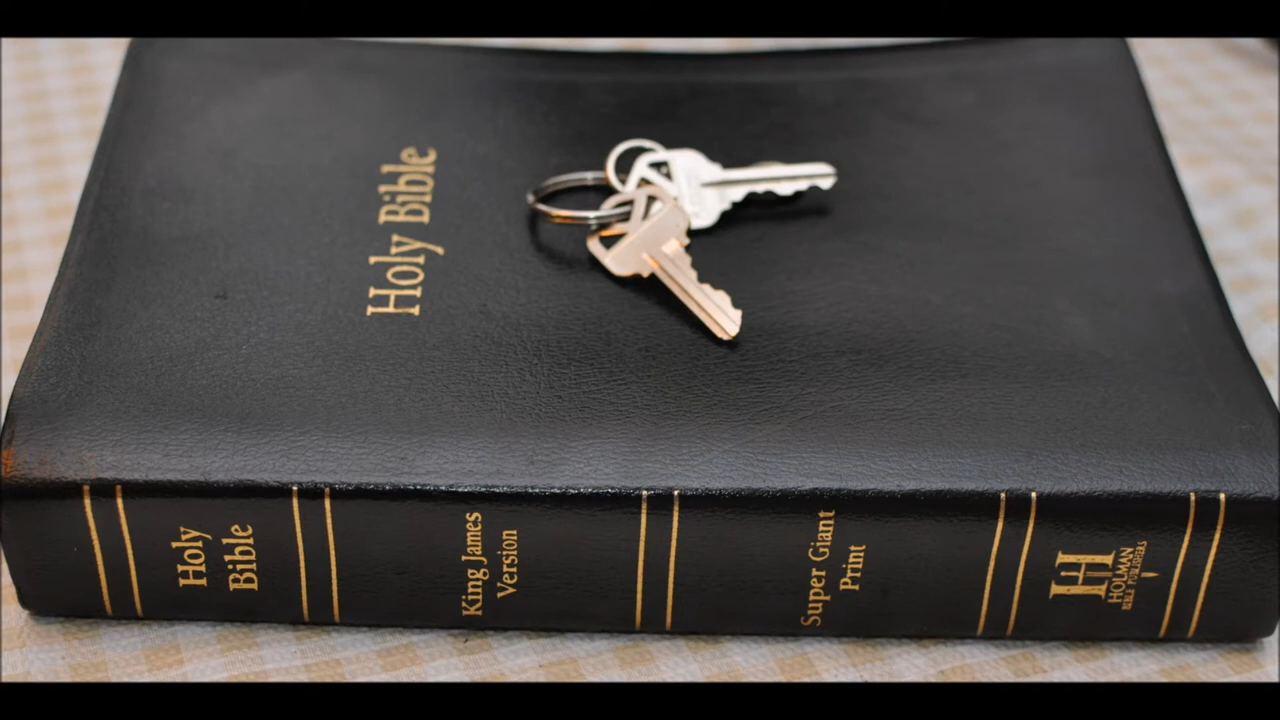 Holy Bible
Holy
Bible
King James
Version
Super Giant
Print
HOLMAN
BIBLE PUBLISHERS